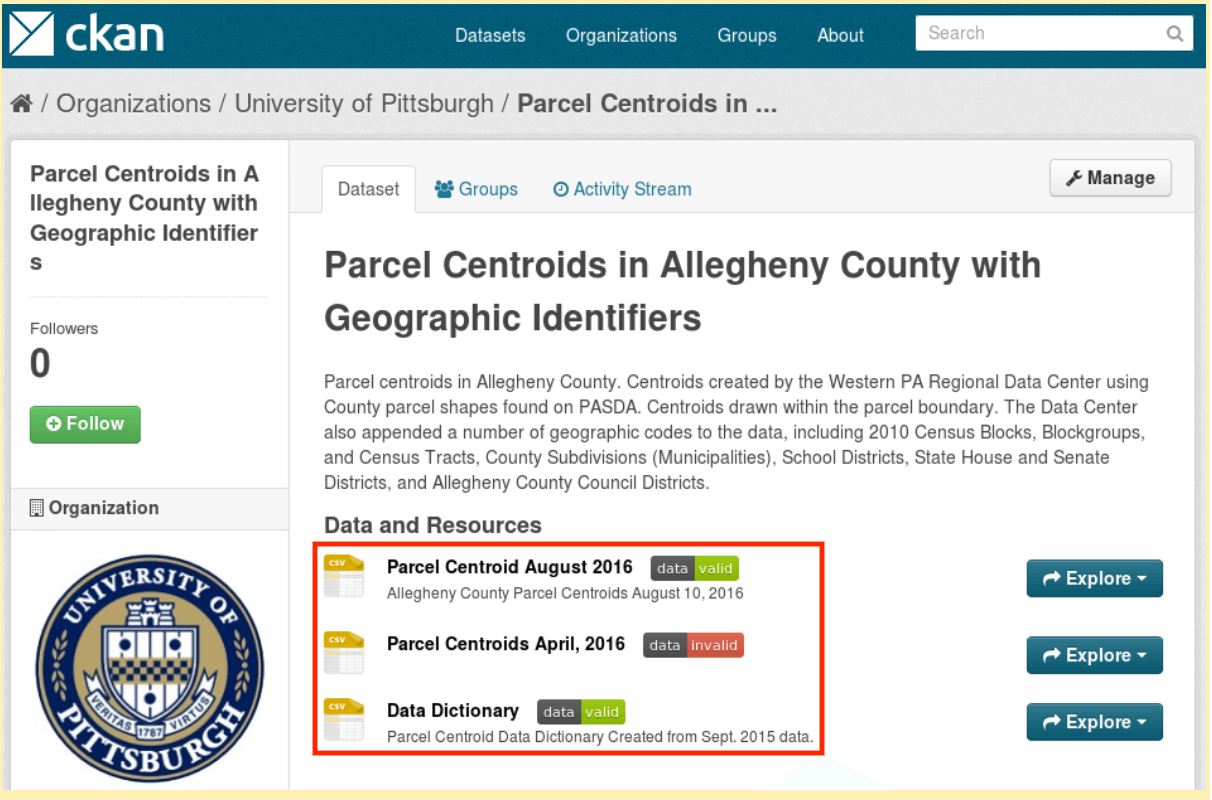 ckan
Datasets Organizations Groups About Search
/ Organizations / University of Pittsburgh / Parcel Centroids in ...
Parcel Centroids in A
llegheny County with
Geographic Identifier
s
Followers
0
Follow
Organization
UNIVERSITY OF
PITTSBURGH
VERITAS 1787 VIRTUS
Dataset Groups Activity Stream
Manage
Parcel Centroids in Allegheny County with
Geographic Identifiers
Parcel centroids in Allegheny County. Centroids created by the Western PA Regional Data Center using
County parcel shapes found on PASDA. Centroids drawn within the parcel boundary. The Data Center
also appended a number of geographic codes to the data, including 2010 Census Blocks, Blockgroups,
and Census Tracts, County Subdivisions (Municipalities), School Districts, State House and Senate
Districts, and Allegheny County Council Districts.
Data and Resources
CSV Parcel Centroid August 2016 data valid
Allegheny County Parcel Centroids August 10, 2016
Explore
CSV Parcel Centroids April, 2016 data invalid
Explore
CSV Data Dictionary data valid
Parcel Centroid Data Dictionary Created from Sept. 2015 data.
Explore